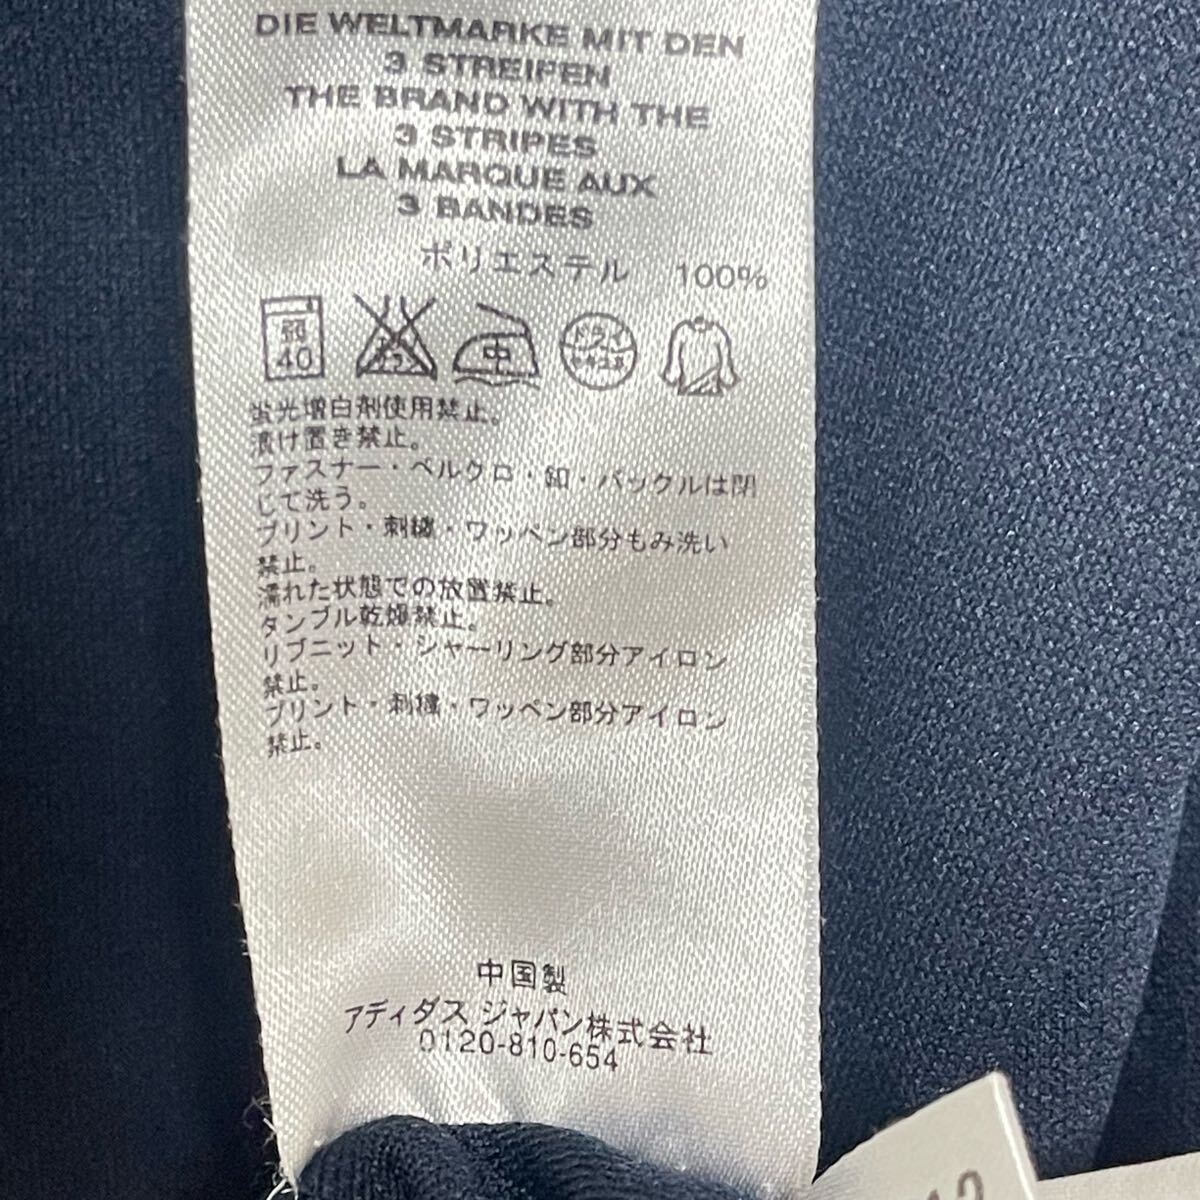 DIE WELTMARKE MIT DEN
3 STREIFEN
THE BRAND WITH THE
3 STRIPES
LA MARQUE AUX
3 BANDES
ポリエステル 100%
弱
40
中
ドライ
蛍光増白剤使用禁止。
漬け置き禁止。
ファスナー・ベルクロ・釦・バックルは閉
じて洗う。
プリント・刺繍・ワッペン部分もみ洗い
禁止。
濡れた状態での放置禁止。
タンブル乾燥禁止。
リブニット・シャーリング部分アイロン
禁止。
プリント・刺繍・ワッペン部分アイロン
禁止。
中国製
アディダス ジャパン株式会社
0120-810-654